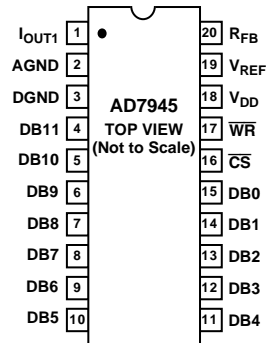 IOUT1 1 20 RFB
AGND 2 19 VREF
DGND 3 18 VDD
AD7945
DB11 4 TOP VIEW 17 WR
(Not to Scale)
DB10 5 16 CS
DB9 6 15 DB0
DB8 7 14 DB1
DB7 8 13 DB2
DB6 9 12 DB3
DB5 10 11 DB4